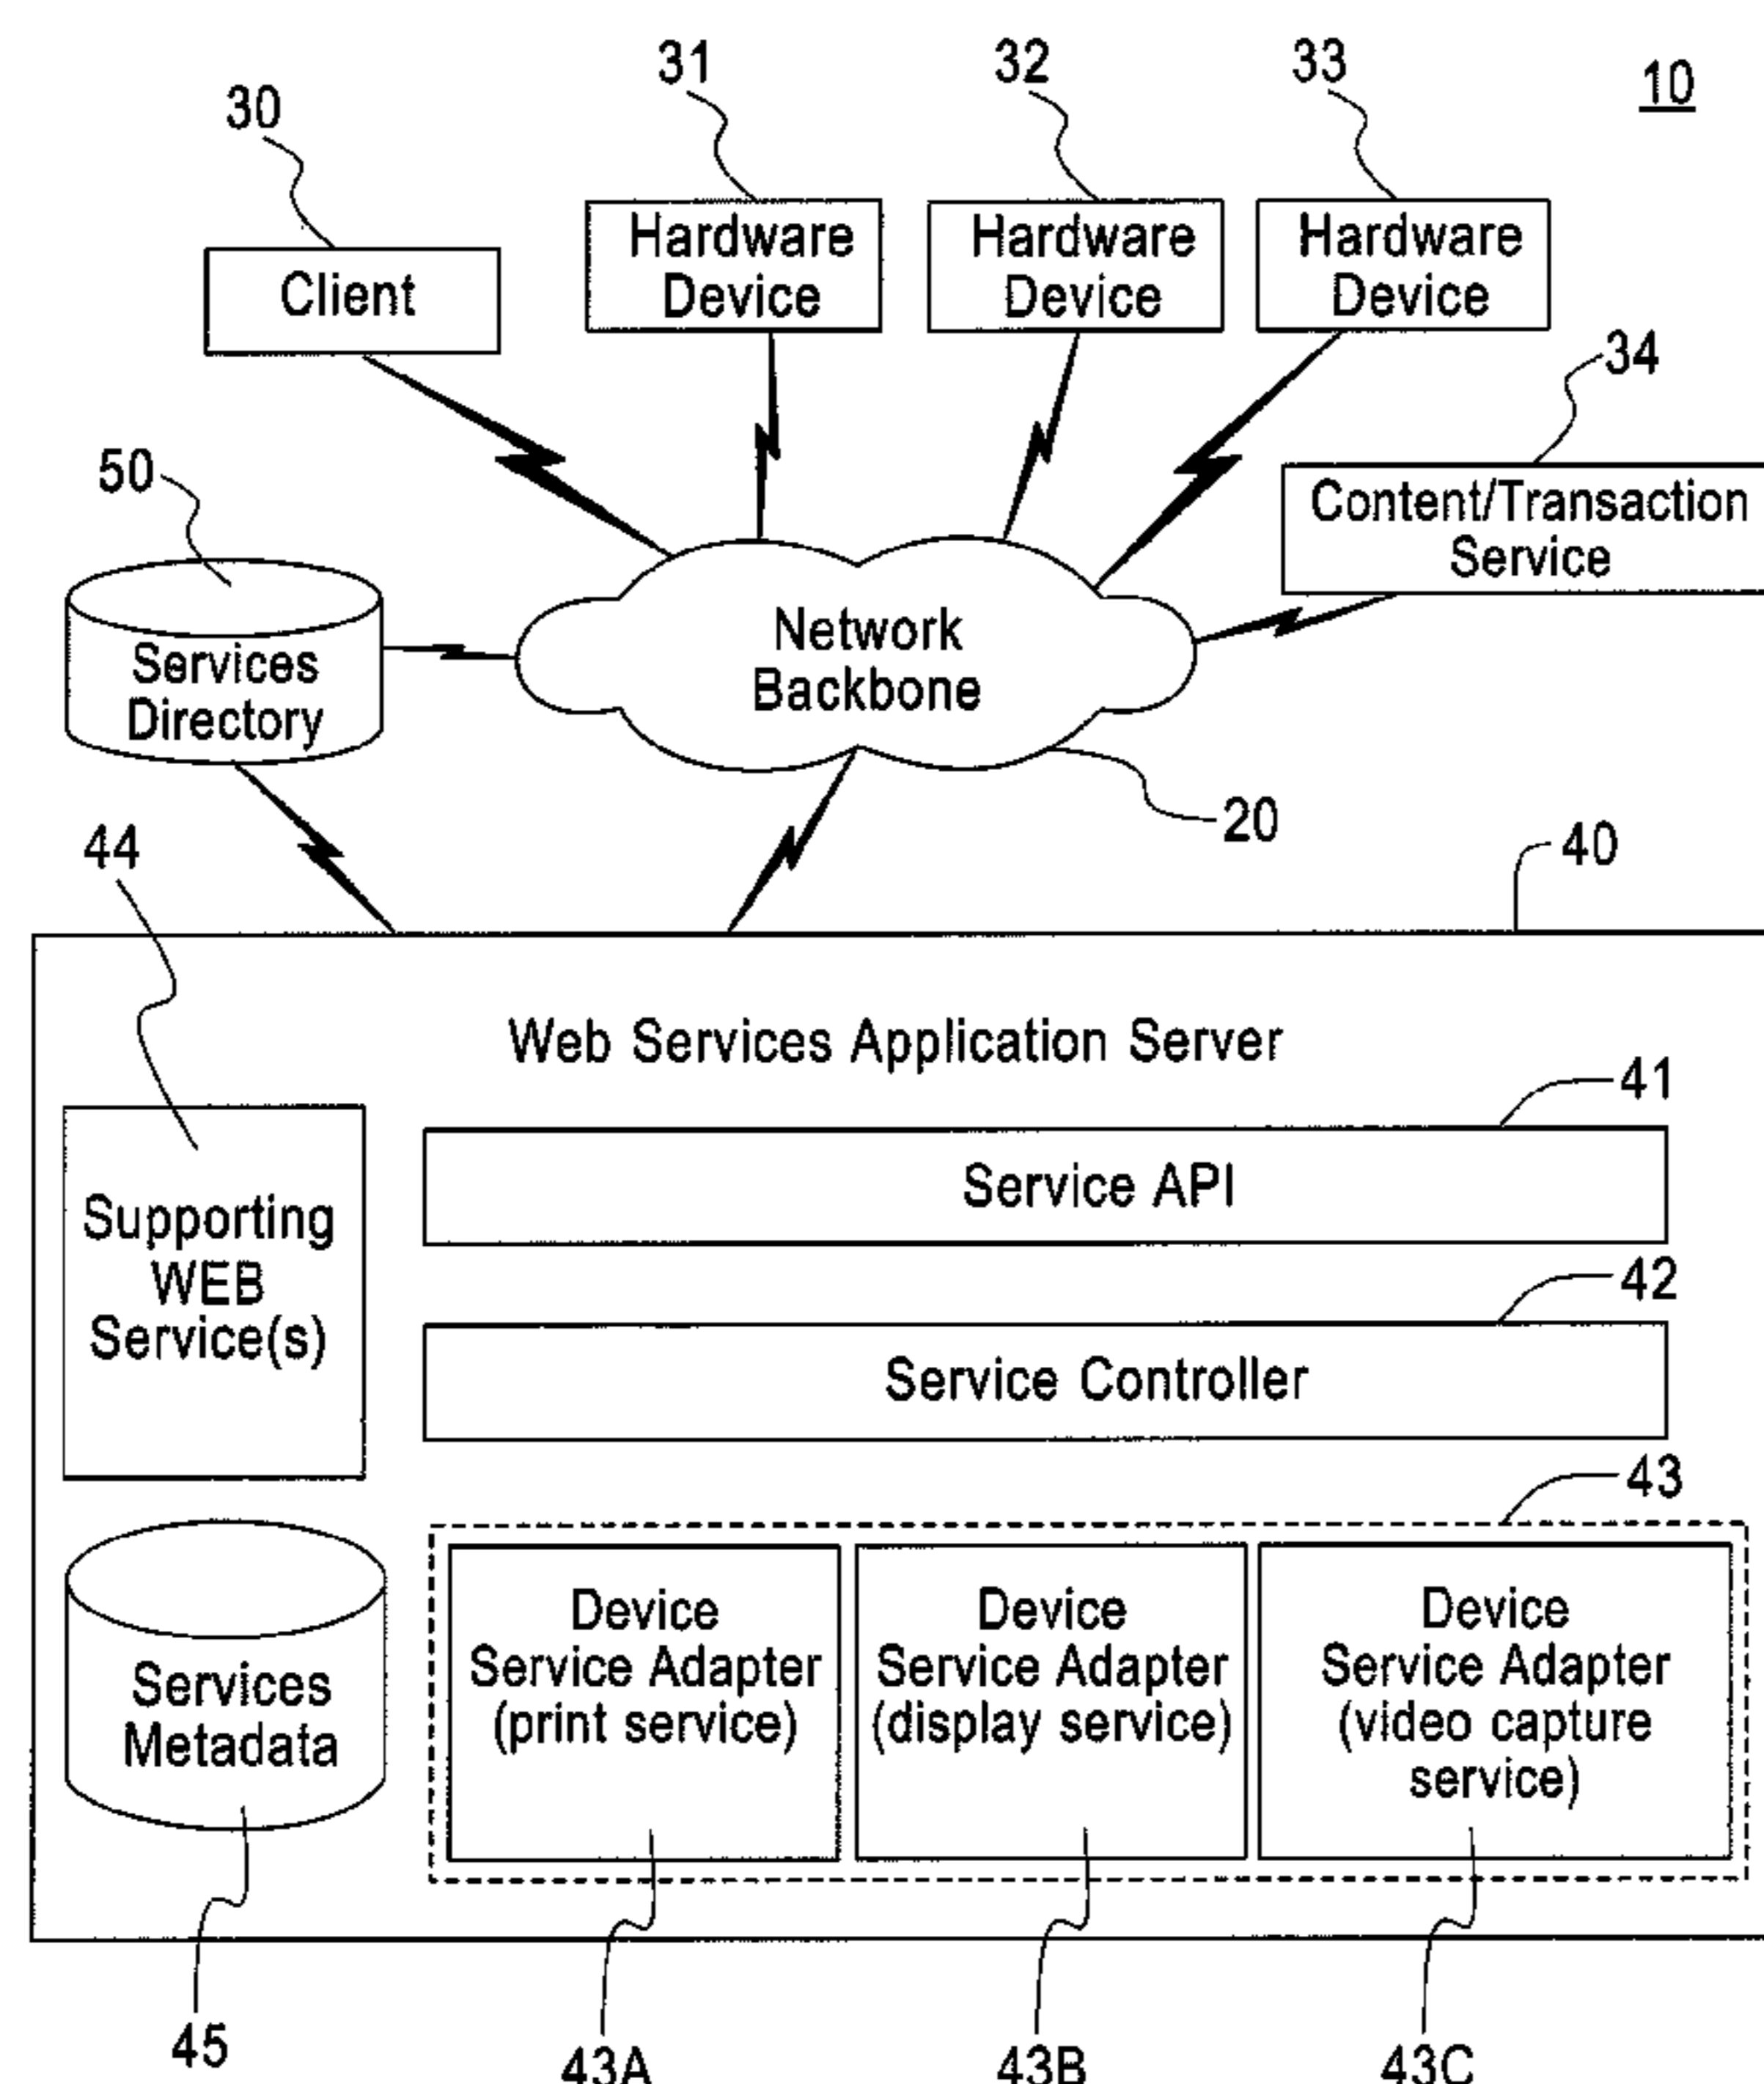 31
32
33
10
30
Hardware
Device
Hardware
Device
Hardware
Device
Client
34
50
Content/Transaction
Service
Network
Backbone
Services
Directory
20
44
40
Web Services Application Server
41
Service API
Supporting
WEB
Service(s)
42
Service Controller
43
Device
Service Adapter
(print service)
Device
Service Adapter
(display service)
Device
Service Adapter
(video capture
service)
Services
Metadata
45
43A
43B
43C